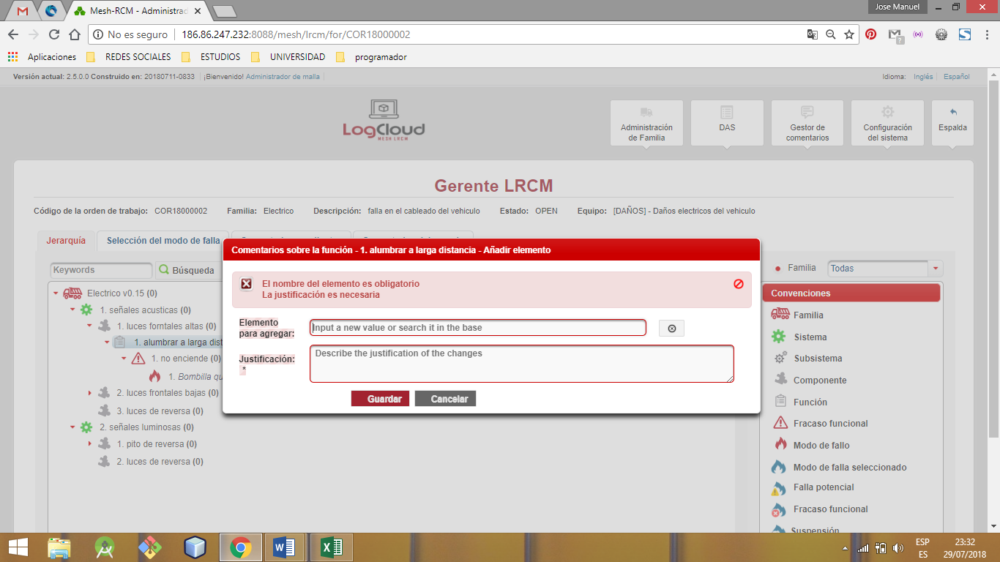 Jose Manuel
Mesh-RCM - Administrad
No es seguro | 186.86.247.232:8088/mesh/lrcm/for/COR18000002
Aplicaciones REDES SOCIALES ESTUDIOS UNIVERSIDAD programador
Versión actual: 2.5.0.0 Construido en: 20180711-0833 ¡Bienvenido! Administrador de malla
Idioma: Inglés Español
LogCloud
MESH LRCM
Administración
de Familia
DAS
Gestor de
comentarios
Configuración
del sistema
Espalda
Gerente LRCM
Código de la orden de trabajo: COR18000002 Familia: Electrico Descripción: falla en el cableado del vehiculo Estado: OPEN Equipo: [DAÑOS] - Daños electricos del vehiculo
Jerarquía Selección del modo de falla
Keywords Búsqueda
Electrico v0.15 (0)
1. señales acusticas (0)
1. luces forntales altas (0)
1. alumbrar a larga dist
1. no enciende (0)
1. Bombilla qu
2. luces frontales bajas (0)
3. luces de reversa (0)
2. señales luminosas (0)
1. pito de reversa (0)
2. luces de reversa (0)
Comentarios sobre la función - 1. alumbrar a larga distancia - Añadir elemento
El nombre del elemento es obligatorio
La justificación es necesaria
Elemento
para agregar:
Input a new value or search it in the base
Justificación:
*
Describe the justification of the changes
Guardar Cancelar
Familia Todas
Convenciones
Familia
Sistema
Subsistema
Componente
Función
Fracaso funcional
Modo de fallo
Modo de falla seleccionado
Falla potencial
Fracaso funcional
Suspensión
ESP
ES
23:32
29/07/2018